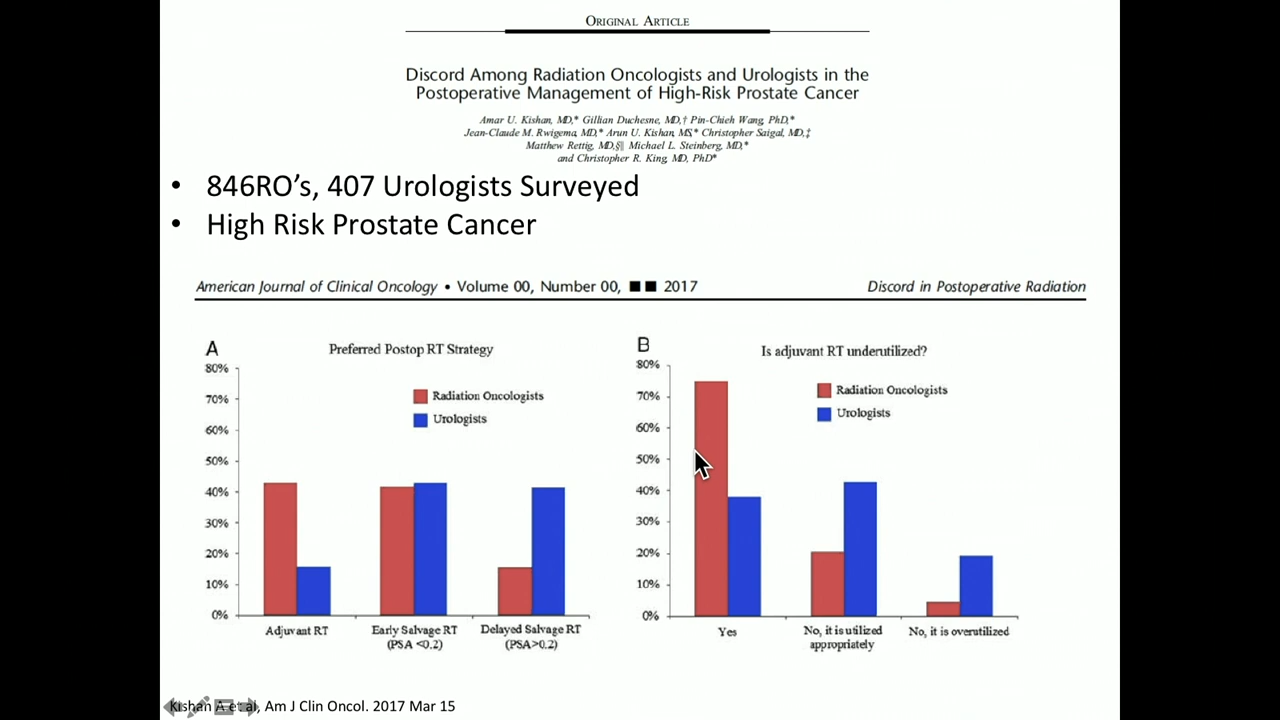 ORIGINAL ARTICLE
Discord Among Radiation Oncologists and Urologists in the
Postoperative Management of High-Risk Prostate Cancer
Amar U. Kishan, MD,* Gillian Duchesne, MD,† Pin-Chieh Wang, PhD,*
Jean-Claude M. Rwigema, MD,* Arun U. Kishan, MS,* Christopher Saigal, MD,‡
Matthew Rettig, MD,§∥ Michael L. Steinberg, MD,*
and Christopher R. King, MD, PhD*
• 846RO’s, 407 Urologists Surveyed
• High Risk Prostate Cancer
American Journal of Clinical Oncology • Volume 00, Number 00, ■■ 2017
Discord in Postoperative Radiation
A
Preferred Postop RT Strategy
80%
70%
60%
50%
40%
30%
20%
10%
0%
Radiation Oncologists
Urologists
Adjuvant RT
Early Salvage RT
(PSA <0.2)
Delayed Salvage RT
(PSA>0.2)
B
Is adjuvant RT underutilized?
80%
70%
60%
50%
40%
30%
20%
10%
0%
Radiation Oncologists
Urologists
Yes
No, it is utilized
appropriately
No, it is overutilized
Kishan A et al, Am J Clin Oncol. 2017 Mar 15